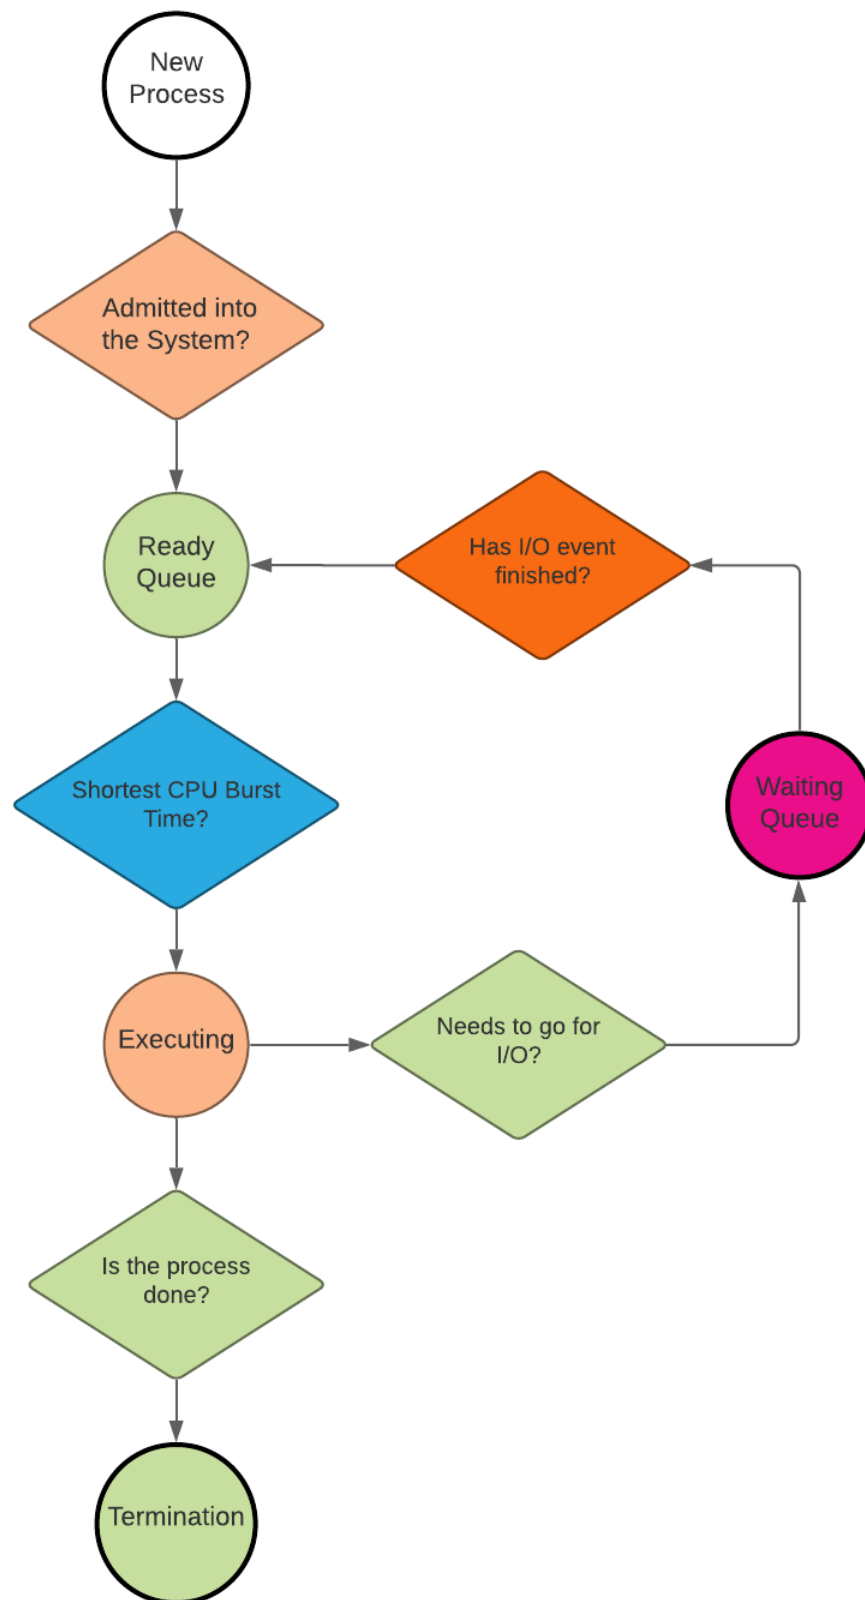 New
Process
Admitted into
the System?
Ready
Queue
Has I/O event
finished?
Shortest CPU Burst
Time?
Waiting
Queue
Executing
Needs to go for
I/O?
Is the process
done?
Termination